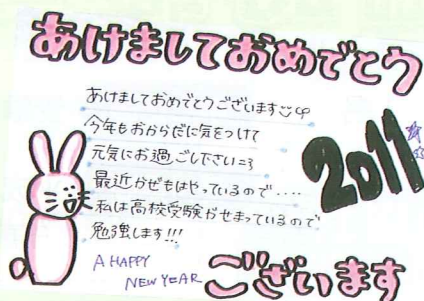 あけましておめでとう
あけましておめでとうございます
今年もおからだに気をつけて
元気にお過ごし下さい
最近かぜもはやっているので....
私は高校受験がせまっているので
勉強します!!!
2011
A HAPPY
NEW YEAR
ございます